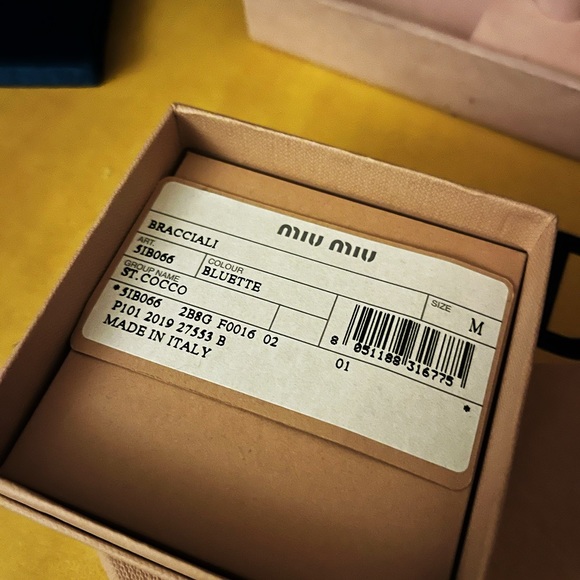 miu miu
BRACCIALI
ART.
5IB066
COLOUR
BLUETTE
GROUP NAME
ST.COCCO
SIZE
M
*5IB066 2B8G F0016 02
P101 2019 27553 B
MADE IN ITALY
8 051188 316775
01
*